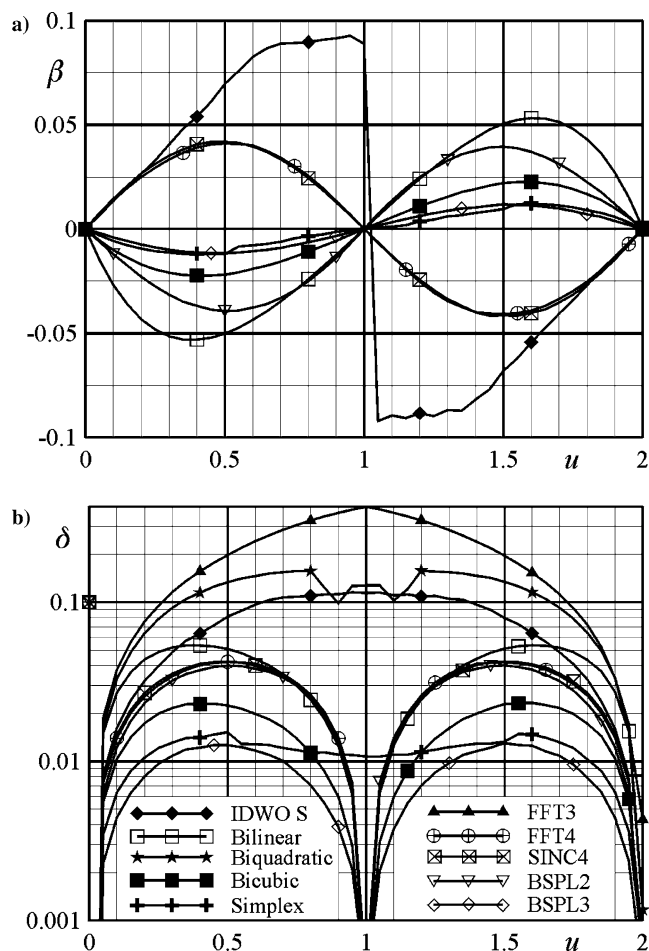 a)
0.1
β
0.05
0
-0.05
-0.1
0
0.5
1
1.5
u
2
b)
δ
0.1
0.01
0.001
IDWO S
Bilinear
Biquadratic
Bicubic
Simplex
FFT3
FFT4
SINC4
BSPL2
BSPL3
0
0.5
1
1.5
u
2